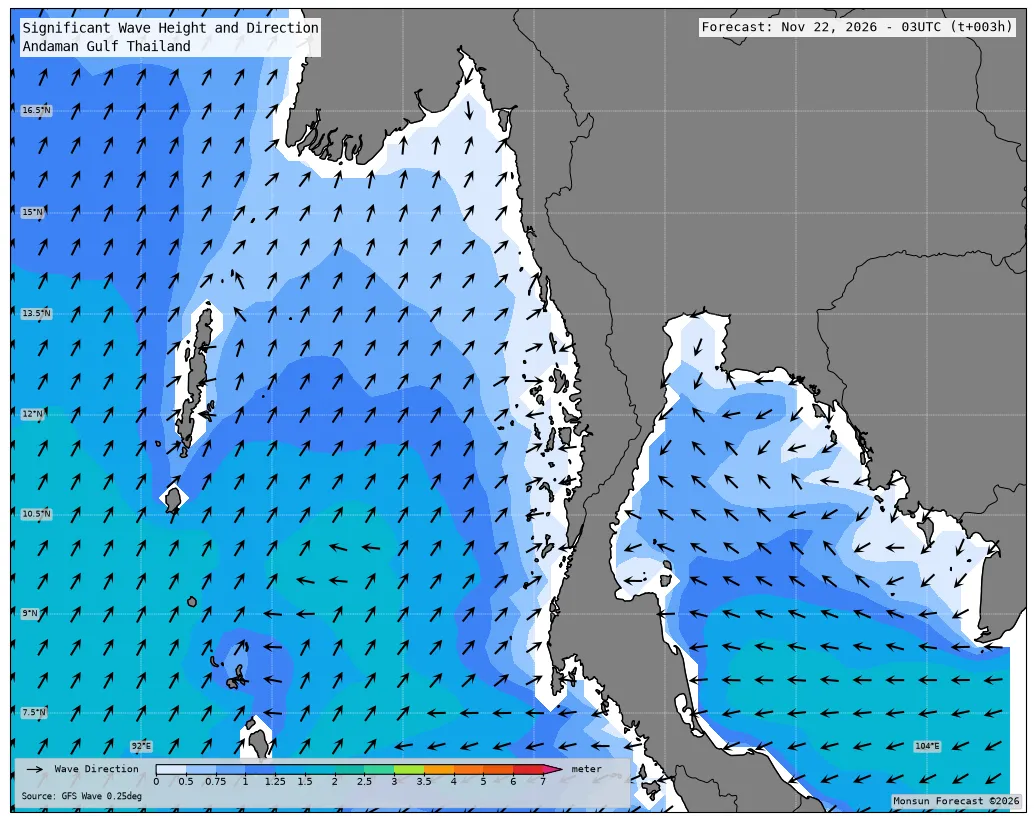 Significant Wave Height and Direction
Andaman Gulf Thailand
Forecast: Nov 22, 2026 - 03UTC (t+003h)
16.5°N
15°N
13.5°N
12°N
10.5°N
9°N
7.5°N
92°E
104°E
Wave Direction
meter
0 0.5 0.75 1 1.25 1.5 2 2.5 3 3.5 4 5 6 7
Source: GFS Wave 0.25deg
Monsun Forecast ©2026